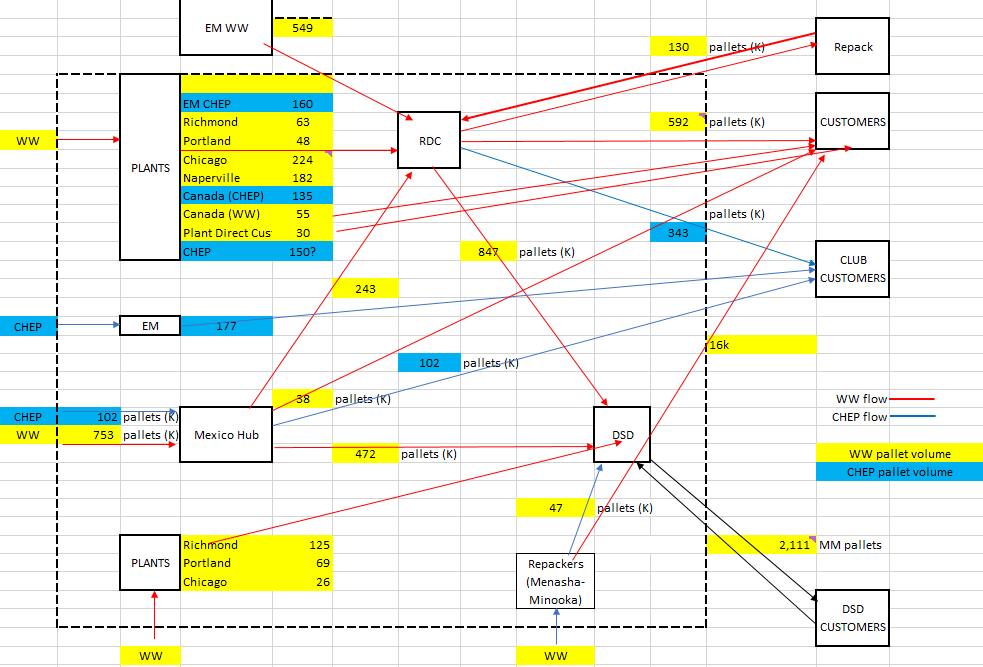 EM WW 549
130 pallets (K) Repack
EM CHEP 160
Richmond 63
592 pallets (K) CUSTOMERS
WW
Portland 48
RDC
Chicago 224
PLANTS
Naperville 182
Canada (CHEP) 135
Canada (WW) 55
pallets (K)
Plant Direct Cus 30
343
CHEP 150?
847 pallets (K)
CLUB
CUSTOMERS
243
CHEP EM 177
16k
102 pallets (K)
38 pallets (K)
WW flow
CHEP 102 pallets (K)
CHEP flow
WW 753 pallets (K)
Mexico Hub
DSD
472 pallets (K)
WW pallet volume
CHEP pallet volume
47 pallets (K)
Richmond 125
2,111 MM pallets
PLANTS
Portland 69
Chicago 26
Repackers
(Menasha-
Minooka)
DSD
CUSTOMERS
WW
WW